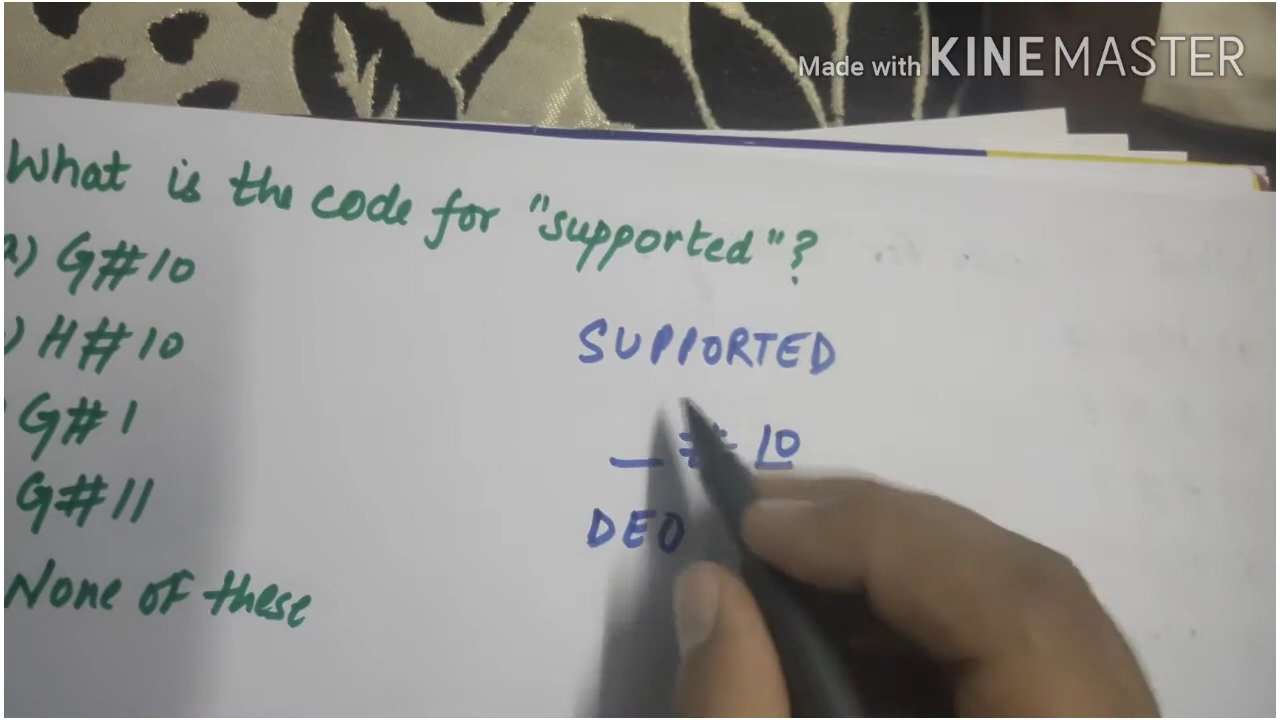 Made with KINEMASTER
What is the code for "supported"?
a) G#10
) H#10
G#1
G#11
None of these
SUPPORTED
_ # 10
DEO